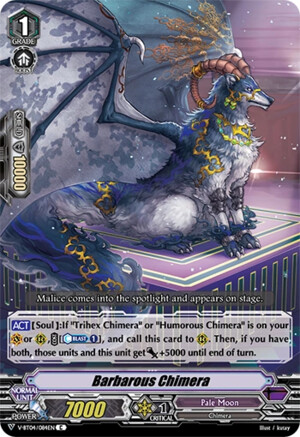 1
GRADE
BOOST
10000
Malice comes into the spotlight and appears on stage.
ACT [Soul]:If "Trihex Chimera" or "Humorous Chimera" is on your
or , [BLAST 1], and call this card to . Then, if you have
both, those units and this unit get +5000 until end of turn.
Barbarous Chimera
NORMAL
UNIT
POWER
7000
1
CRITICAL
Pale Moon
Chimera
V-BT04/084EN C
Illust / kutay